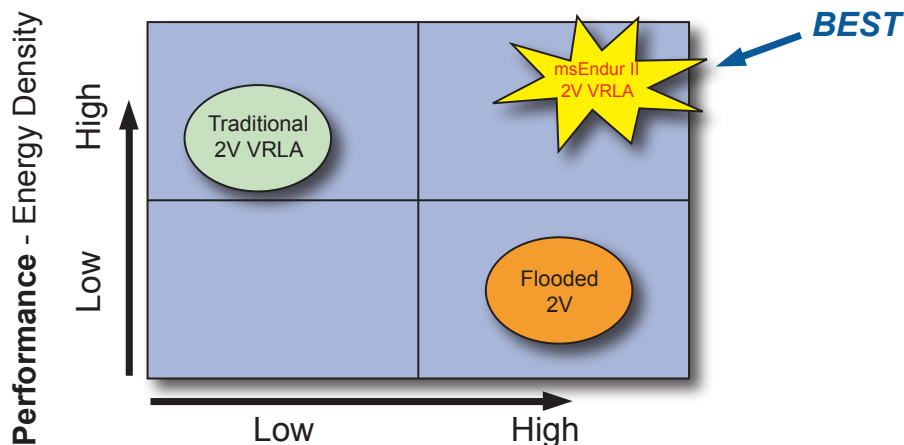 BEST
msEndur II
2V VRLA
Traditional
2V VRLA
Flooded
2V
Performance - Energy Density
High
Low
Low
High